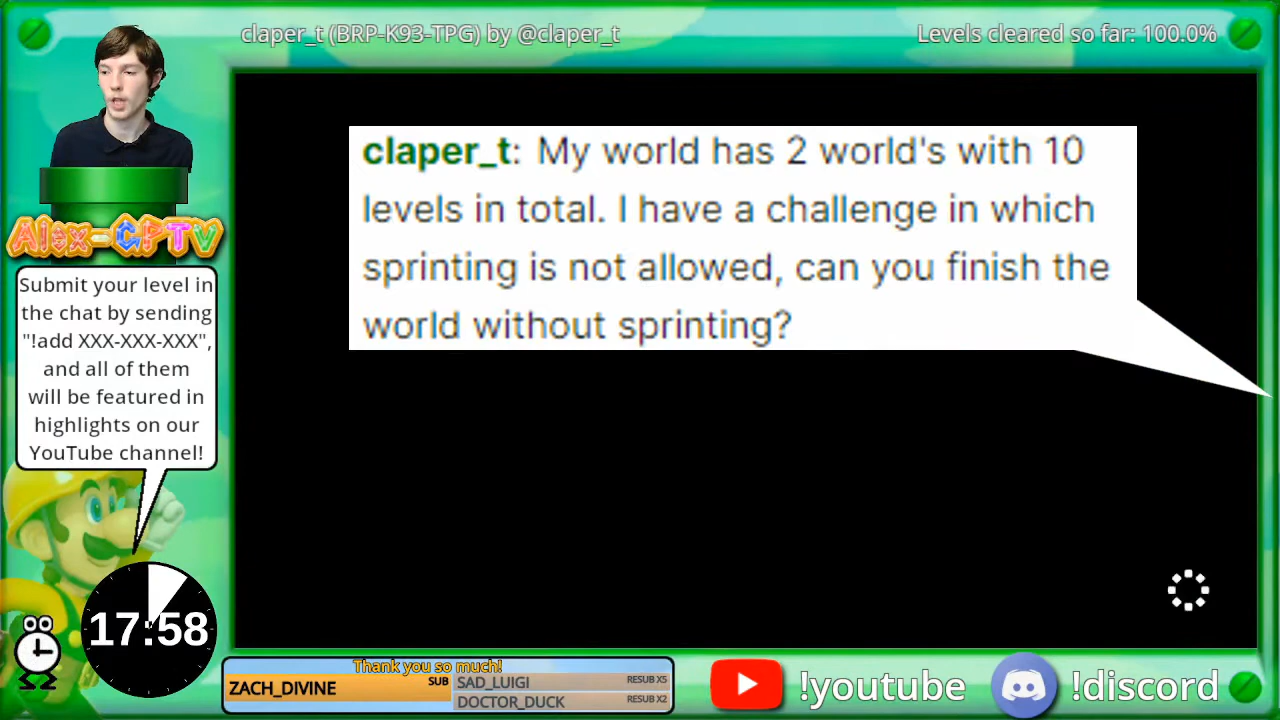 claper_t (BRP-K93-TPG) by @claper_t
Levels cleared so far: 100.0%
claper_t: My world has 2 world's with 10
levels in total. I have a challenge in which
sprinting is not allowed, can you finish the
world without sprinting?
Alex-GPTV
Submit your level in
the chat by sending
"!add XXX-XXX-XXX",
and all of them
will be featured in
highlights on our
YouTube channel!
17:58
Thank you so much!
ZACH_DIVINE SUB
SAD_LUIGI RESUB X5
DOCTOR_DUCK RESUB X2
!youtube
!discord